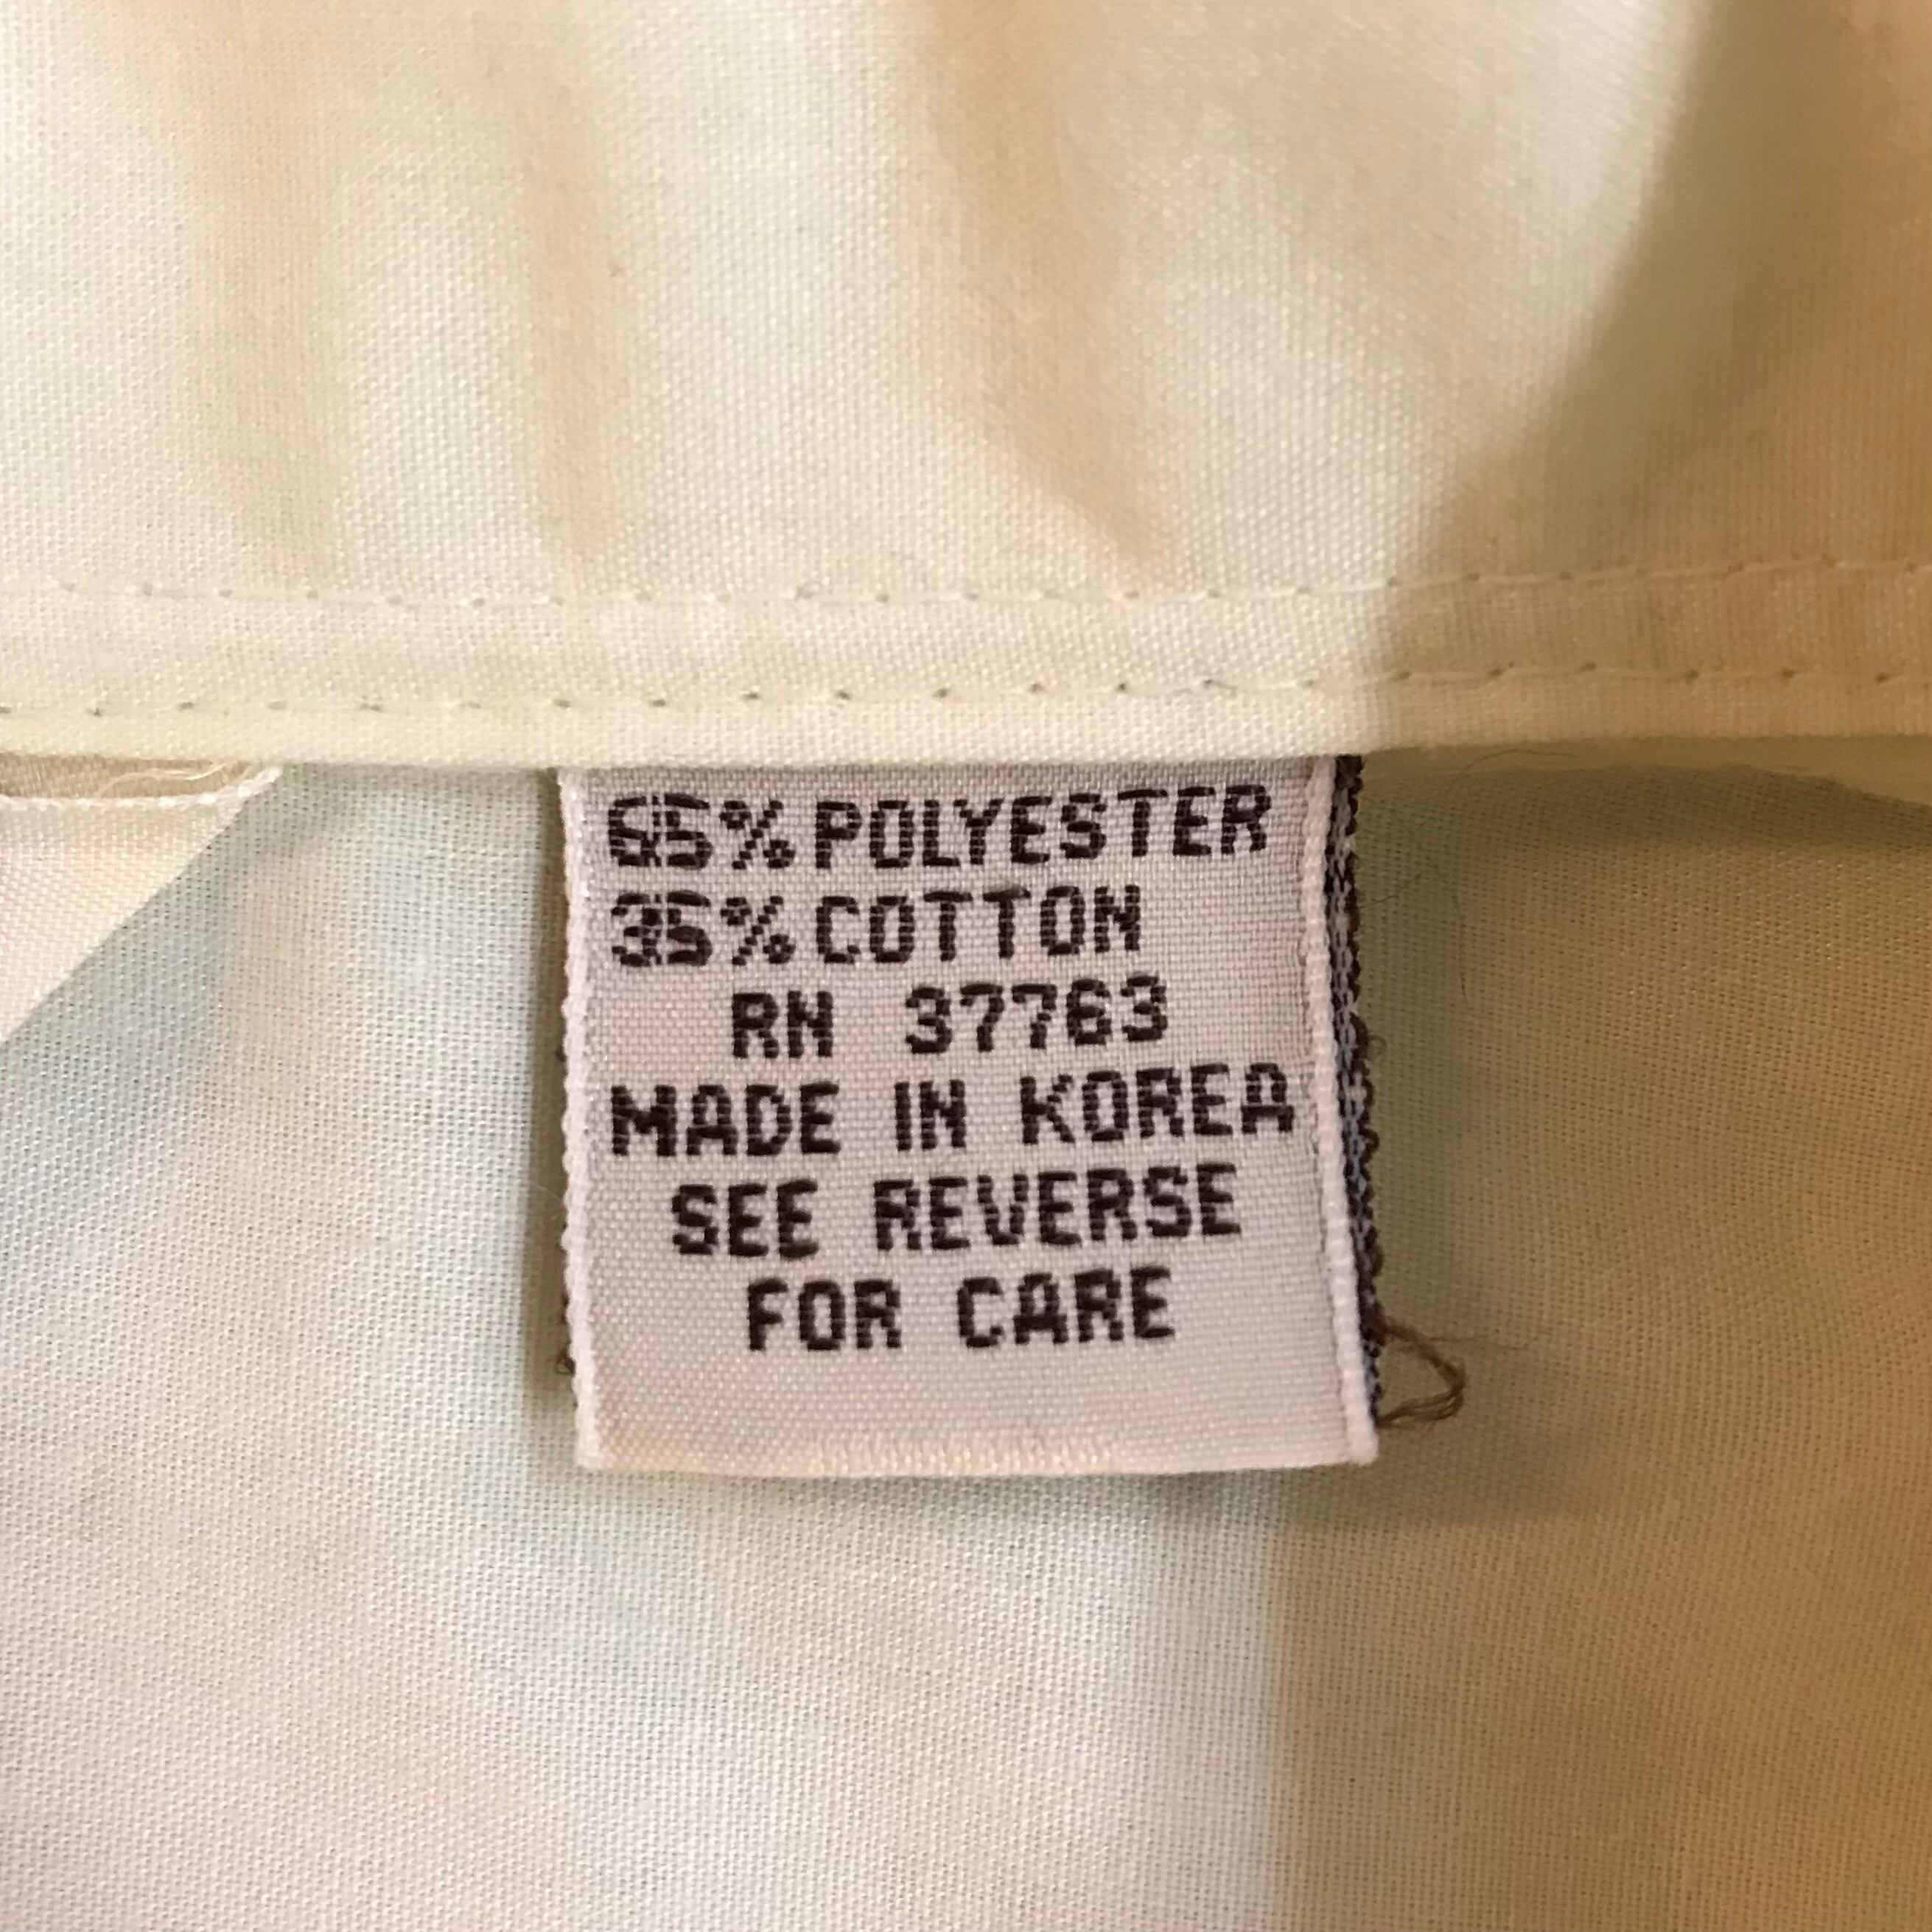 65% POLYESTER
35% COTTON
RN 37763
MADE IN KOREA
SEE REVERSE
FOR CARE